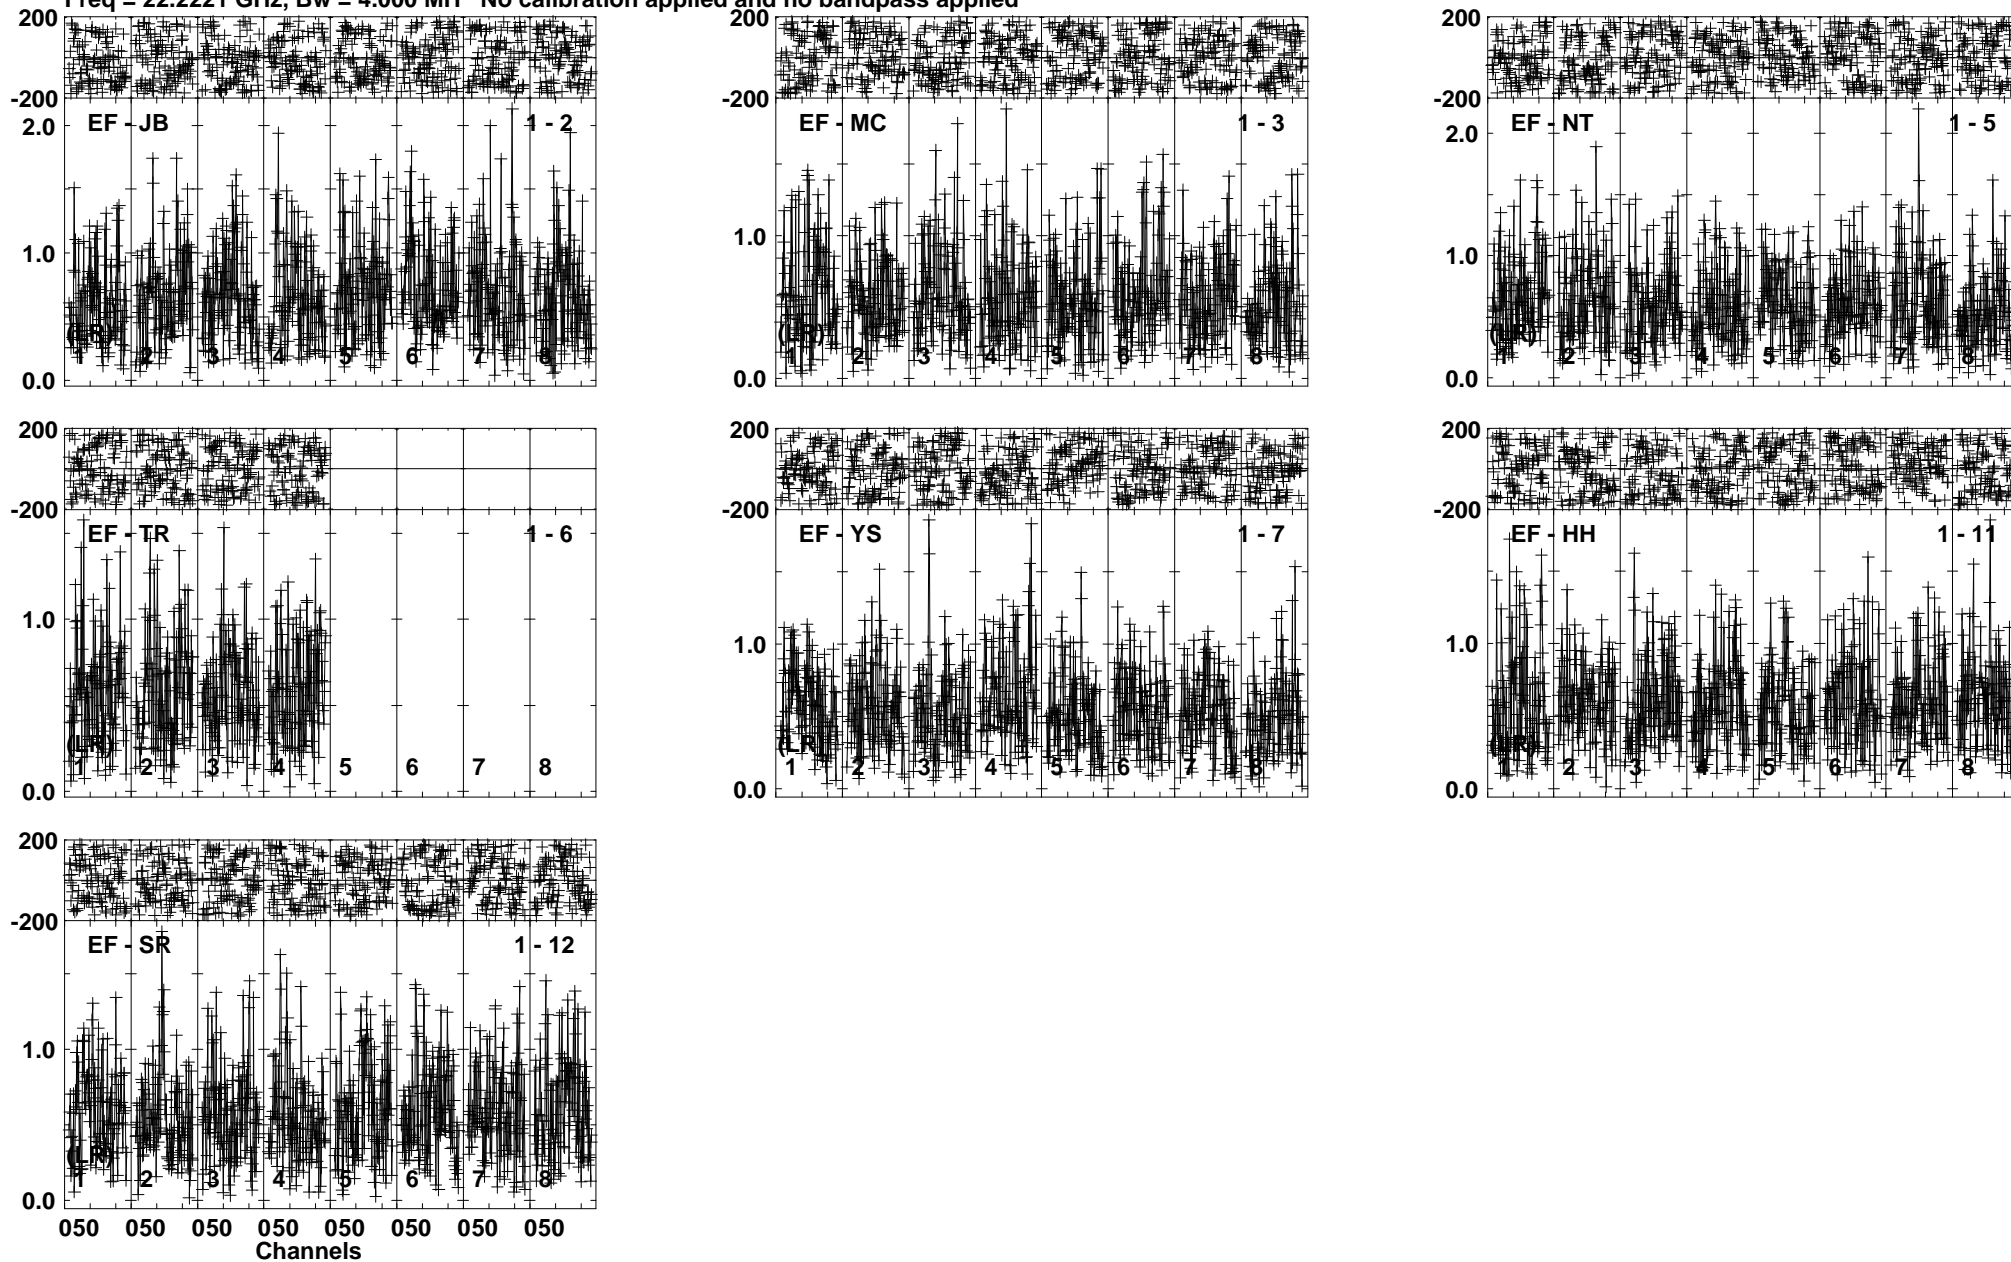 Freq = 22.2221 GHz, Bw = 4.000 MH No calibration applied and no bandpass applied
200
-200
EF - JB
1 - 2
2.0
1.0
0.0
(LR)
1 2 3 4 5 6 7 8
200
-200
EF - MC
1 - 3
1.0
0.0
(LR)
1 2 3 4 5 6 7 8
200
-200
EF - NT
1 - 5
2.0
1.0
0.0
(LR)
1 2 3 4 5 6 7 8
200
-200
EF - TR
1 - 6
1.0
0.0
(LR)
1 2 3 4 5 6 7 8
200
-200
EF - YS
1 - 7
1.0
0.0
(LR)
1 2 3 4 5 6 7 8
200
-200
EF - HH
1 - 11
1.0
0.0
(LR)
1 2 3 4 5 6 7 8
200
-200
EF - SR
1 - 12
1.0
0.0
(LR)
1 2 3 4 5 6 7 8
050 050 050 050 050 050 050 050
Channels